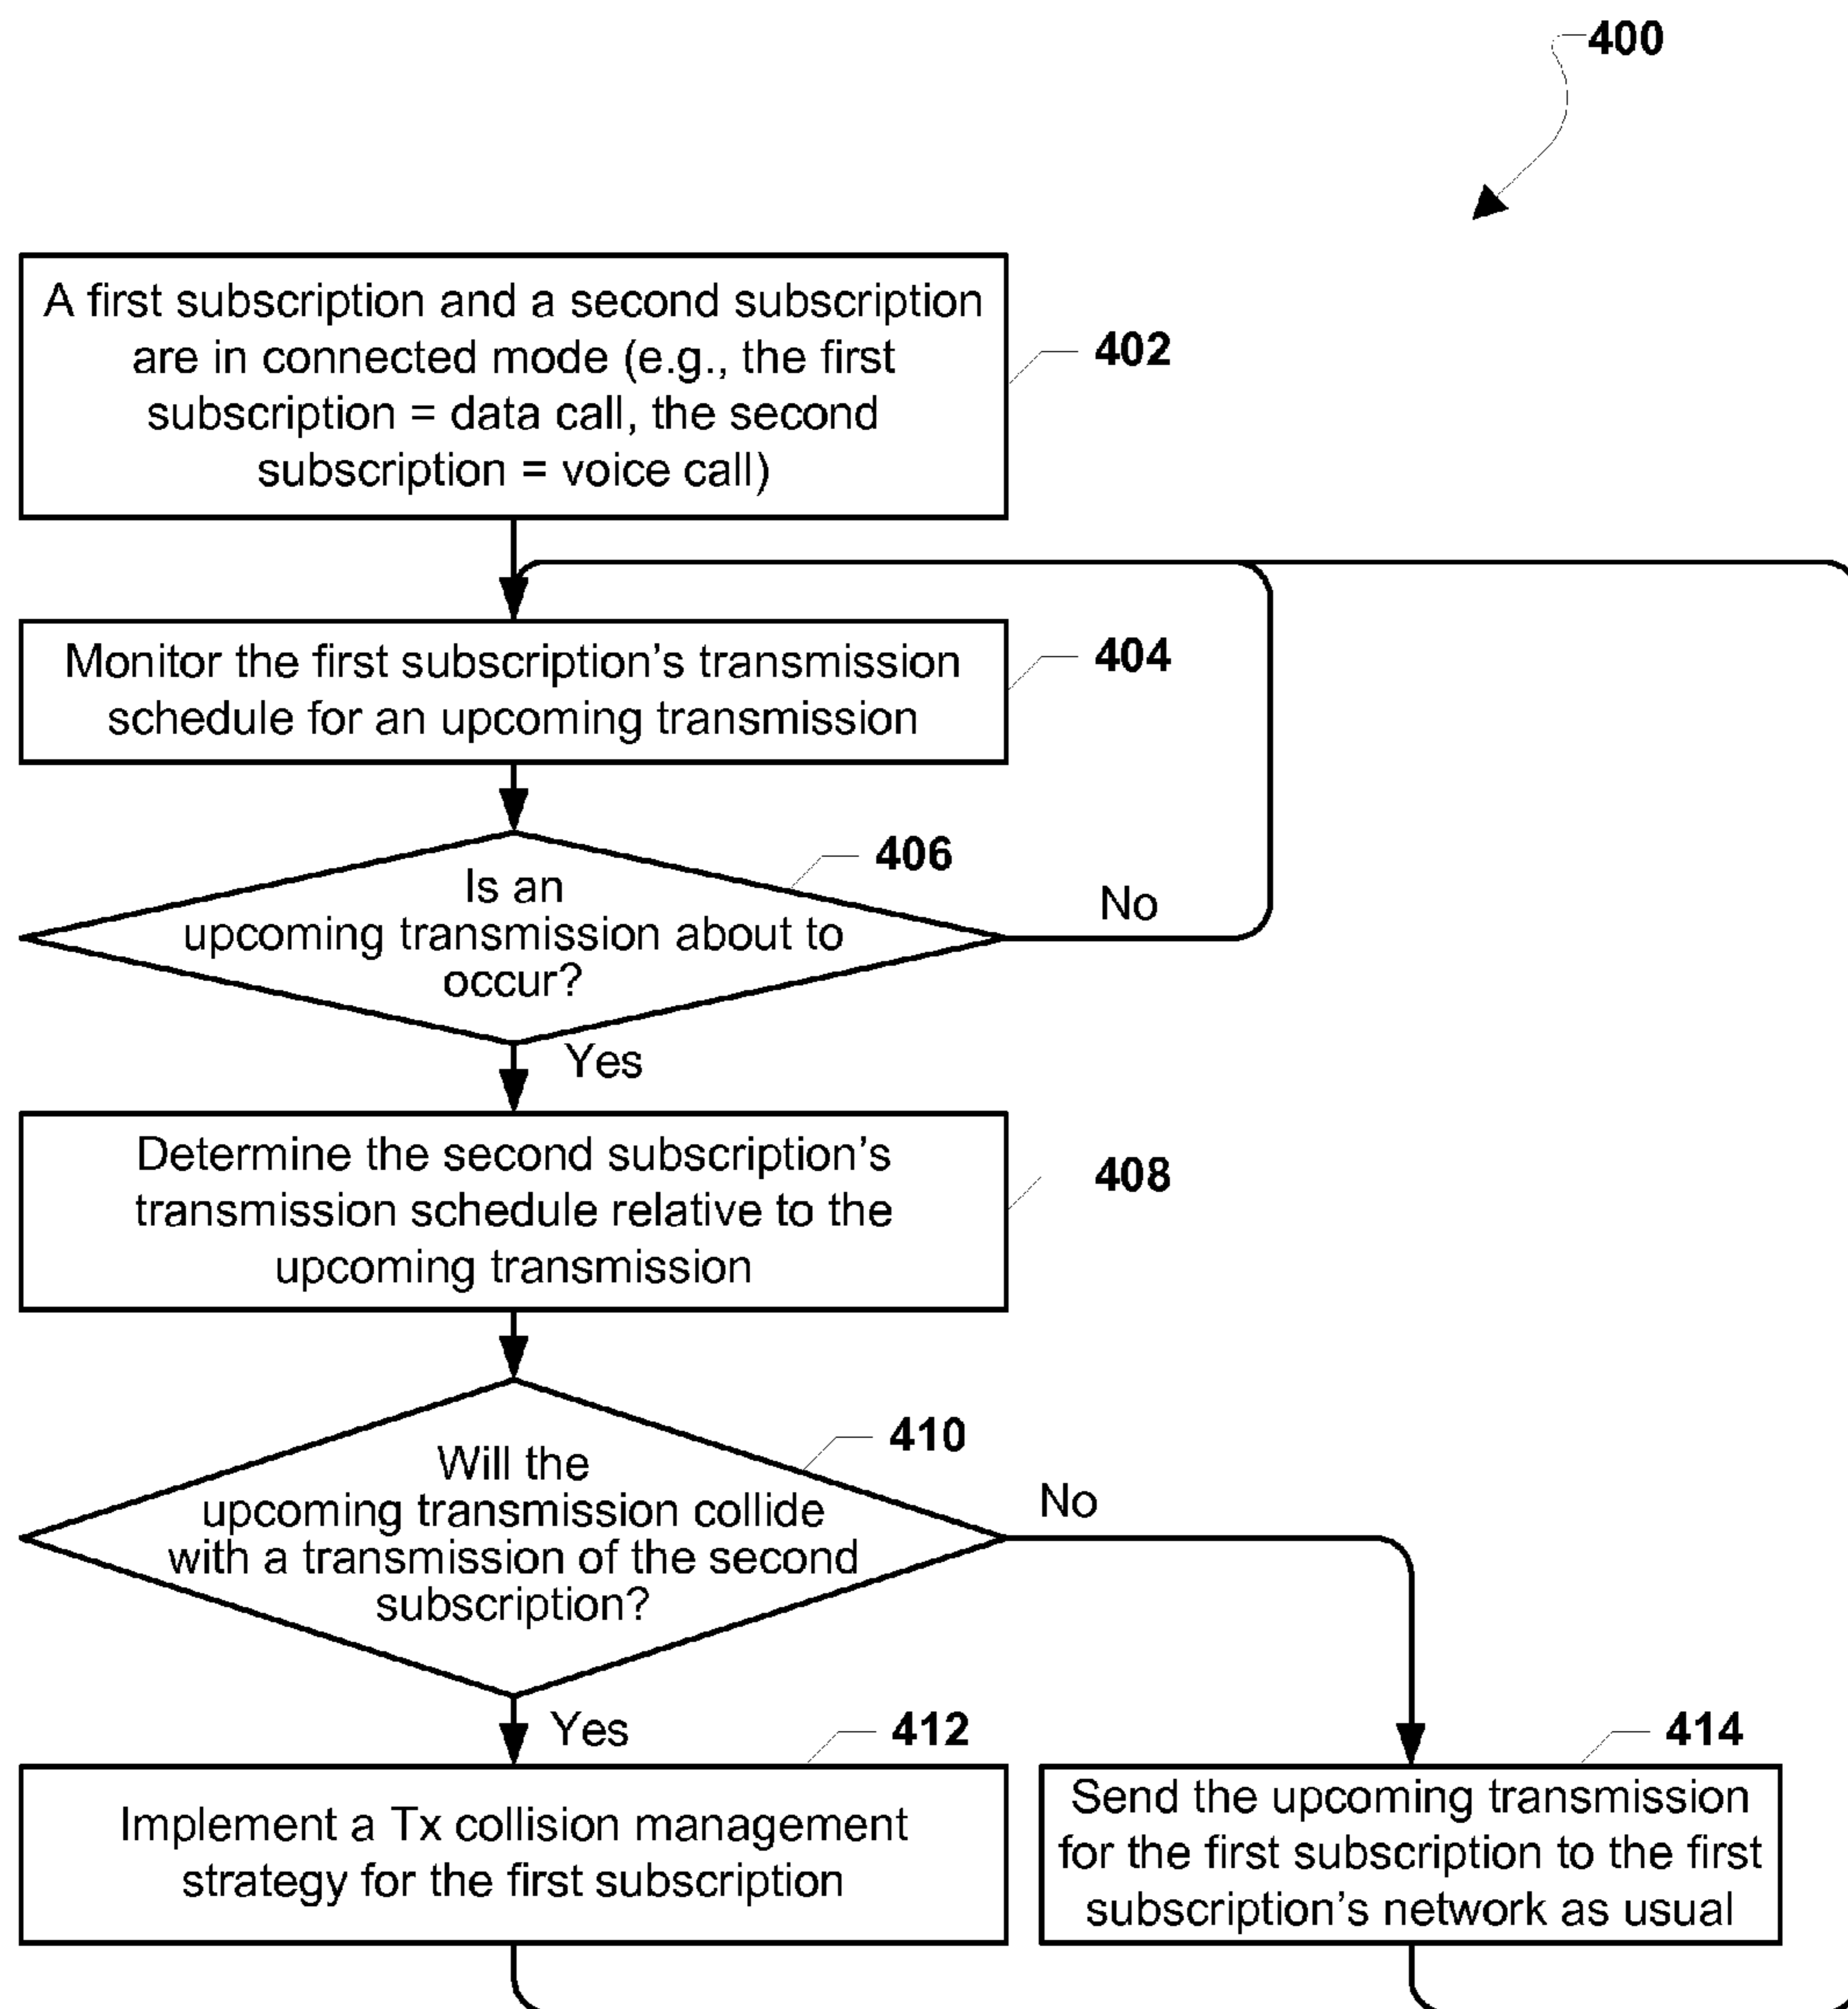 400
A first subscription and a second subscription
are in connected mode (e.g., the first
subscription = data call, the second
subscription = voice call)
402
Monitor the first subscription's transmission
schedule for an upcoming transmission
404
Is an
upcoming transmission about to
occur?
406
No
Yes
Determine the second subscription's
transmission schedule relative to the
upcoming transmission
408
Will the
upcoming transmission collide
with a transmission of the second
subscription?
410
No
Yes
Implement a Tx collision management
strategy for the first subscription
412
Send the upcoming transmission
for the first subscription to the first
subscription's network as usual
414